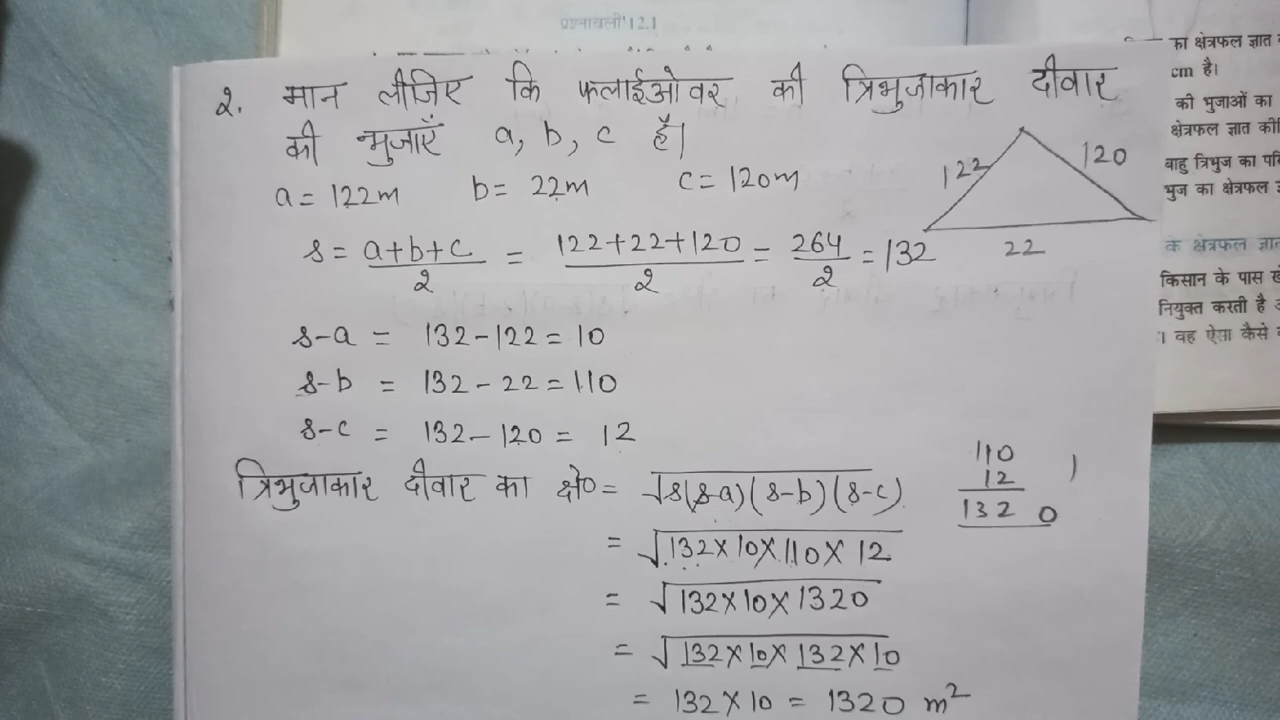 प्रश्नावली 12.1
का क्षेत्रफल ज्ञात
cm है।
की भुजाओं का
क्षेत्रफल ज्ञात
बाहु त्रिभुज का
भुज का क्षेत्रफल
के क्षेत्रफल
किसान के पास
नियुक्त करती है
। वह ऐसा कैसे
२. मान लीजिए कि फलाईओवर की त्रिभुजाकार दीवार
की भुजाएँ a, b, c है।
a = 122m b = 22m c = 120m
122 120
22
s = a+b+c/2 = 122+22+120/2 = 264/2 = 132
s-a = 132-122 = 10
s-b = 132-22 = 110
s-c = 132-120 = 12
त्रिभुजाकार दीवार का क्षे० = √s(s-a)(s-b)(s-c)
110
12
1320
= √132×10×110×12
= √132×10×1320
= √132×10×132×10
= 132×10 = 1320 m²